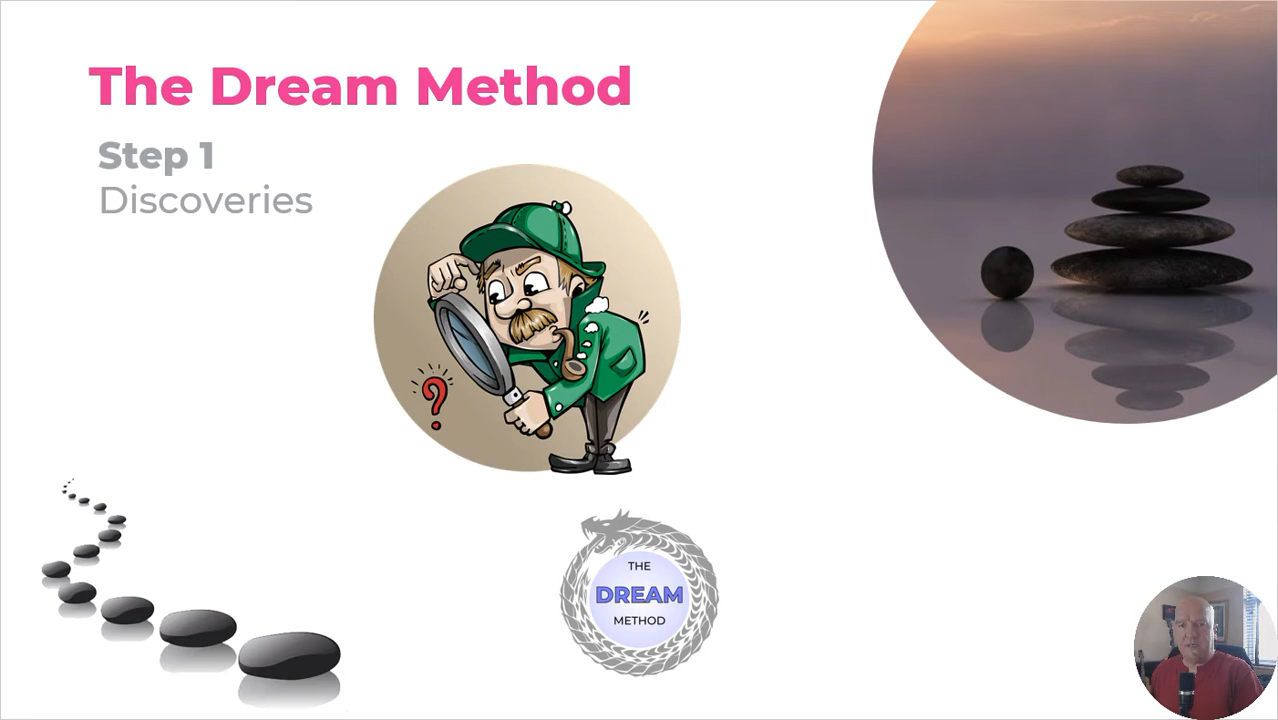 The Dream Method
Step 1
Discoveries
?
THE
DREAM
METHOD